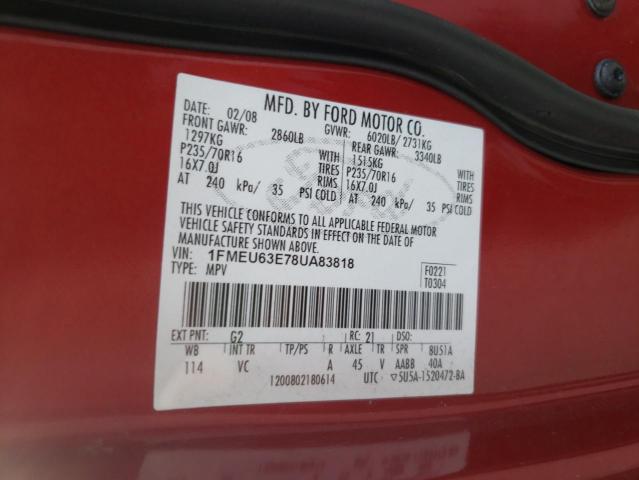 MFD. BY FORD MOTOR CO.
DATE: 02/08 GVWR: 6020LB/ 2731KG
FRONT GAWR: 2860LB REAR GAWR: 3340LB
1297KG WITH 1515KG WITH
P235/70R16 TIRES P235/70R16 TIRES
16X7.0J RIMS 16X7.0J RIMS
AT 240 kPa/ 35 PSI COLD AT 240 kPa/ 35 PSI COLD
THIS VEHICLE CONFORMS TO ALL APPLICABLE FEDERAL MOTOR
VEHICLE SAFETY STANDARDS IN EFFECT ON THE DATE OF
MANUFACTURE SHOWN ABOVE.
VIN: 1FMEU63E78UA83818
TYPE: MPV
F0221
T0304
EXT PNT: G2 RC: 21 DSO:
WB INT TR TP/PS R AXLE TR SPR BUS1A
114 VC A 45 V AABB 40A
1200802180614 UTC ▽5U5A-1520472-BA